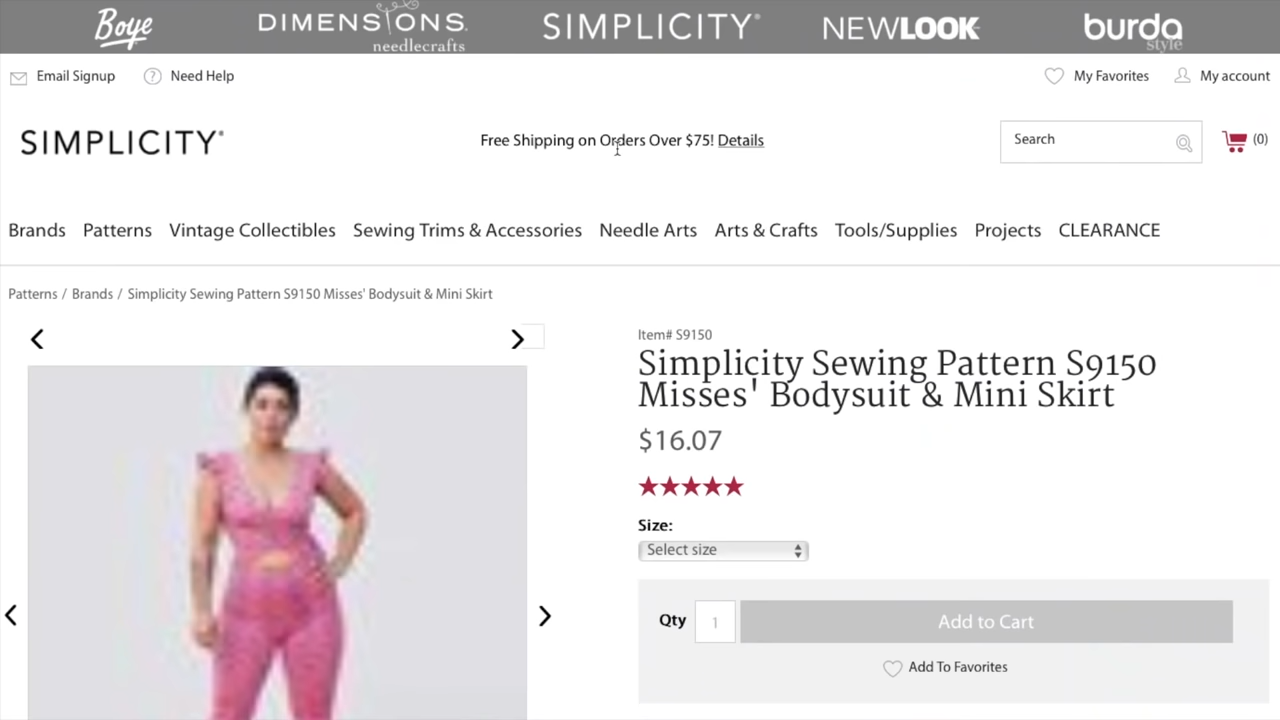 Boye
DIMENSIONS®
needlecrafts
SIMPLICITY®
NEWLOOK
burda
style
Email Signup
Need Help
My Favorites
My account
SIMPLICITY®
Free Shipping on Orders Over $75! Details
Search
(0)
Brands Patterns Vintage Collectibles Sewing Trims & Accessories Needle Arts Arts & Crafts Tools/Supplies Projects CLEARANCE
Patterns / Brands / Simplicity Sewing Pattern S9150 Misses' Bodysuit & Mini Skirt
Item# S9150
Simplicity Sewing Pattern S9150
Misses' Bodysuit & Mini Skirt
$16.07
Size:
Select size
Qty 1 Add to Cart
Add To Favorites